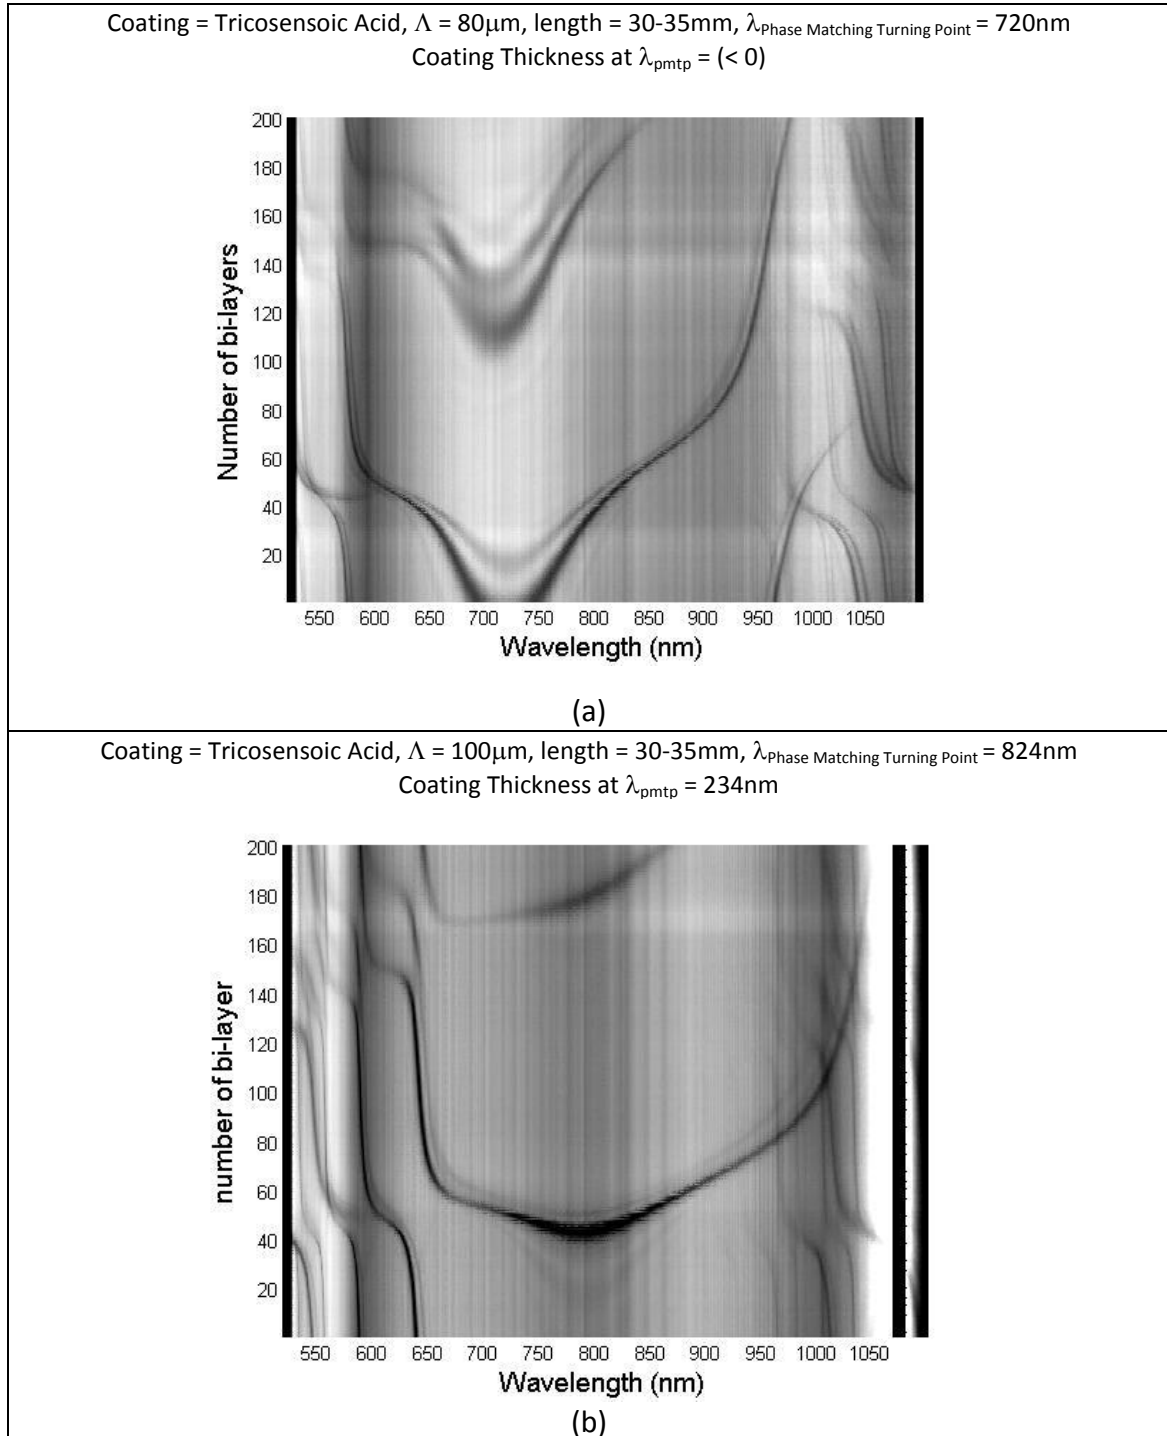 Coating = Tricosensoic Acid, Λ = 80μm, length = 30-35mm, λPhase Matching Turning Point = 720nm
Coating Thickness at λpmtp = (< 0)
200
180
160
140
120
100
80
60
40
20
Number of bi-layers
550 600 650 700 750 800 850 900 950 1000 1050
Wavelength (nm)
(a)
Coating = Tricosensoic Acid, Λ = 100μm, length = 30-35mm, λPhase Matching Turning Point = 824nm
Coating Thickness at λpmtp = 234nm
200
180
160
140
120
100
80
60
40
20
number of bi-layer
550 600 650 700 750 800 850 900 950 1000 1050
Wavelength (nm)
(b)